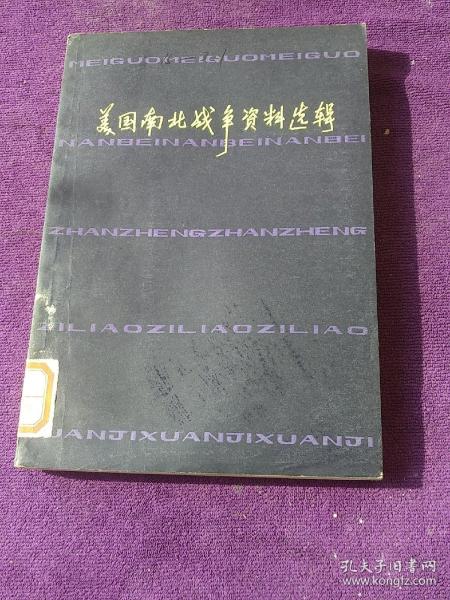 MEIGUOMEIGUOMEIGUO
美国南北战争资料选辑
NANBEINANBEINANBEI
ZHANZHENGZHANZHENG
ZILIAOZILIAOZILIAO
XUANJIXUANJIXUANJI
孔夫子旧书网
www.kongfz.com